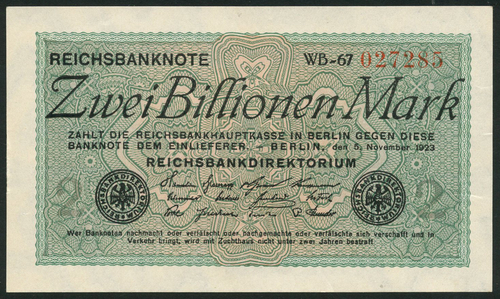 REICHSBANKNOTE WB-67 027285
Zwei Billionen Mark
ZAHLT DIE REICHSBANKHAUPTKASSE IN BERLIN GEGEN DIESE
BANKNOTE DEM EINLIEFERER. - BERLIN, den 5. November 1923
REICHSBANKDIREKTORIUM
REICHSBANKDIREKTORIUM REICHSBANKDIREKTORIUM
Wer Banknoten nachmacht oder verfälscht oder nachgemachte oder verfälschte sich verschafft und in
Verkehr bringt, wird mit Zuchthaus nicht unter zwei Jahren bestraft